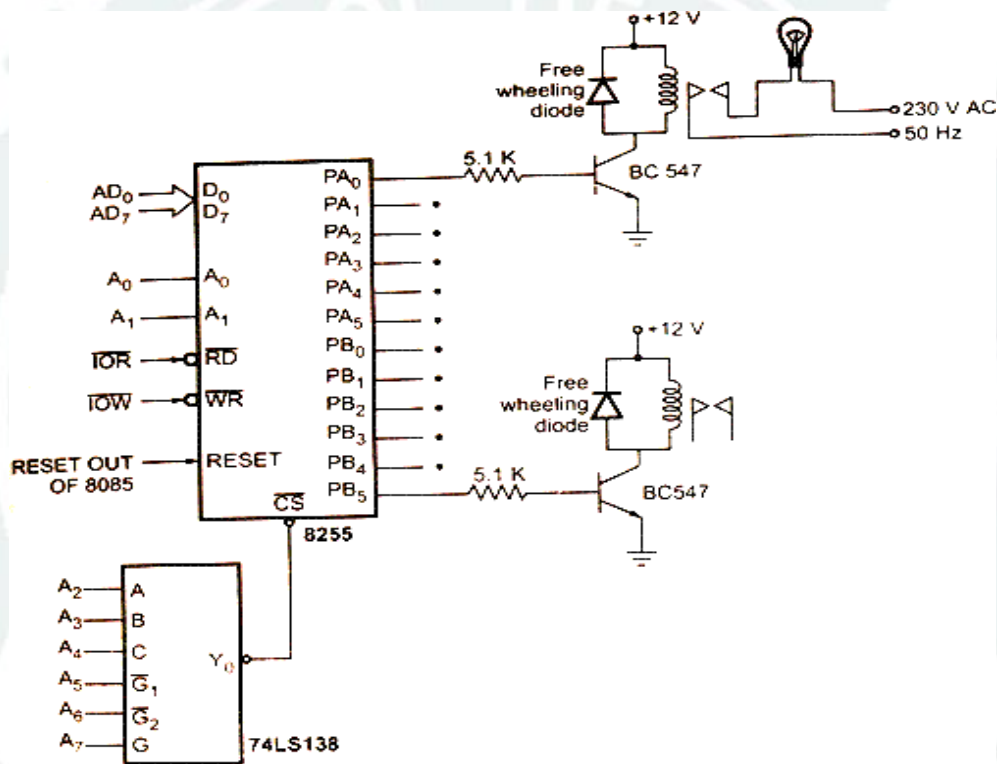 +12 V
Free
wheeling
diode
230 V AC
50 Hz
5.1 K
BC 547
AD0
AD7
D0
D7
A0
A0
A1
A1
IOR
RD
IOW
WR
RESET OUT
OF 8085
RESET
CS
8255
PA0
PA1
PA2
PA3
PA4
PA5
PB0
PB1
PB2
PB3
PB4
PB5
+12 V
Free
wheeling
diode
5.1 K
BC547
A2
A
A3
B
A4
C
A5
G1
A6
G2
A7
G
Y0
74LS138